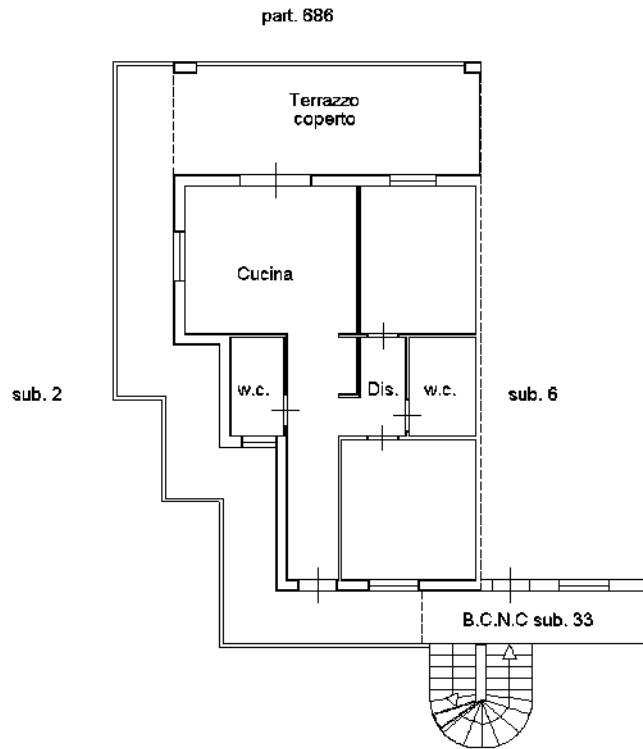 part. 686
Terrazzo
coperto
Cucina
sub. 2
w.c.
Dis.
w.c.
sub. 6
B.C.N.C sub. 33